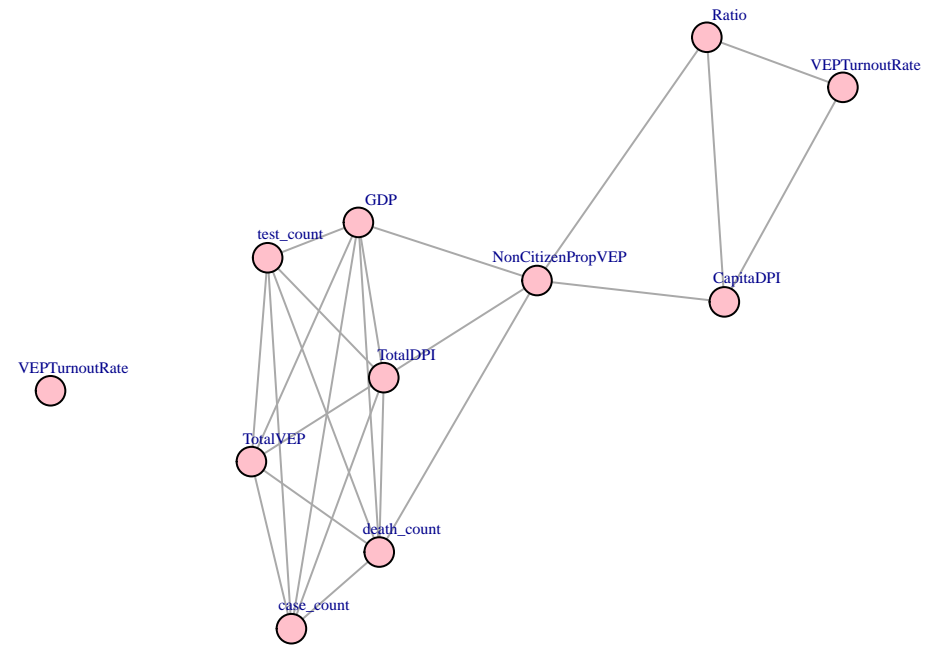 Ratio
VEPTurnoutRate
GDP
test_count
NonCitizenPropVEP
CapitaDPI
TotalDPI
VEPTurnoutRate
TotalVEP
death_count
case_count